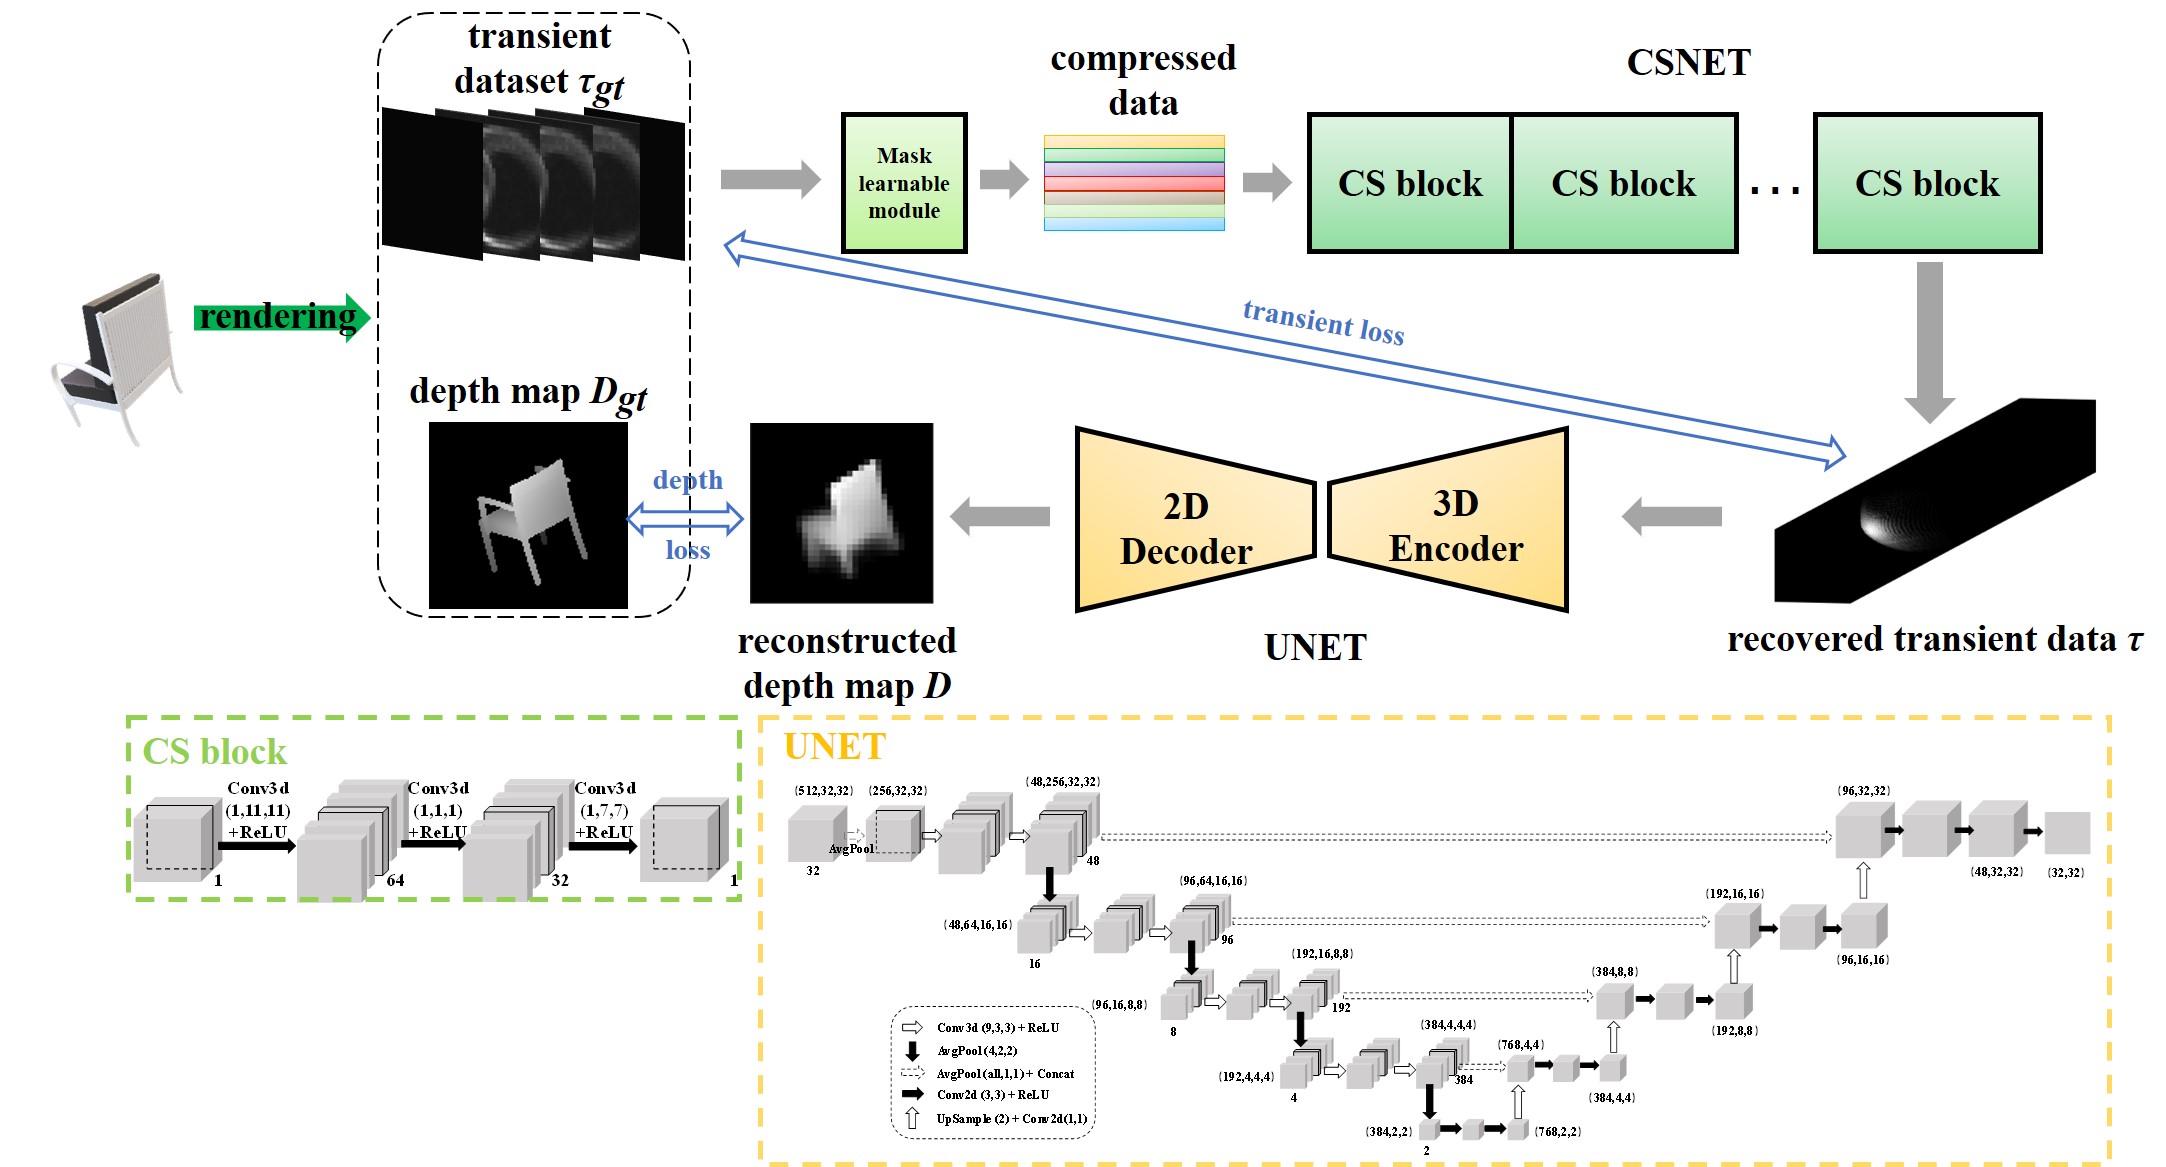 transient
dataset τgt
compressed
data
CSNET
Mask
learnable
module
CS block
CS block
...
CS block
rendering
transient loss
depth map Dgt
depth
loss
2D
Decoder
3D
Encoder
reconstructed
depth map D
UNET
recovered transient data τ
CS block
Conv3d
(1,11,11)
+ReLU
Conv3d
(1,1,1)
+ReLU
Conv3d
(1,7,7)
+ReLU
1
64
32
1
UNET
(512,32,32)
(256,32,32)
(48,256,32,32)
(96,32,32)
AvgPool
32
48
(48,32,32)
(32,32)
(48,64,16,16)
(96,64,16,16)
(192,16,16)
16
96
(96,16,16)
(96,16,8,8)
(192,16,8,8)
(384,8,8)
8
192
(192,8,8)
(192,4,4,4)
(384,4,4,4)
(768,4,4)
4
384
(384,4,4)
(384,2,2)
(768,2,2)
2
Conv3d (9,3,3) + ReLU
AvgPool (4,2,2)
AvgPool(all,1,1) + Concat
Conv2d (3,3) + ReLU
UpSample (2) + Conv2d(1,1)